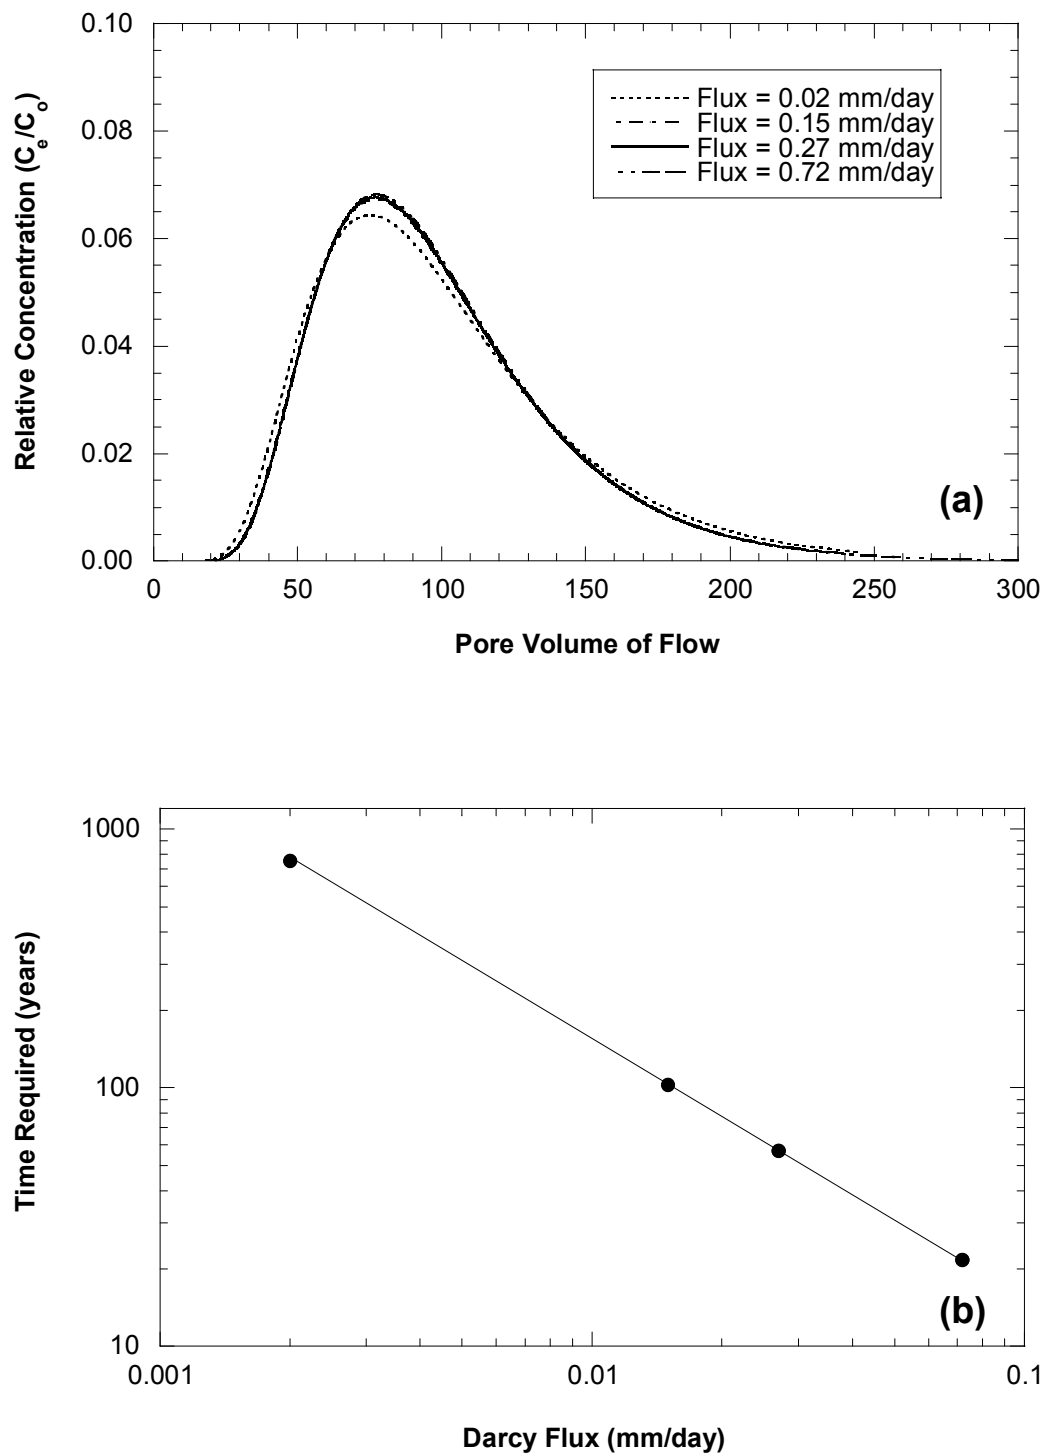 0.10
0.08
0.06
0.04
0.02
0.00
Relative Concentration (Ce/Co)
Flux = 0.02 mm/day
Flux = 0.15 mm/day
Flux = 0.27 mm/day
Flux = 0.72 mm/day
(a)
0 50 100 150 200 250 300
Pore Volume of Flow
1000
100
10
Time Required (years)
(b)
0.001 0.01 0.1
Darcy Flux (mm/day)